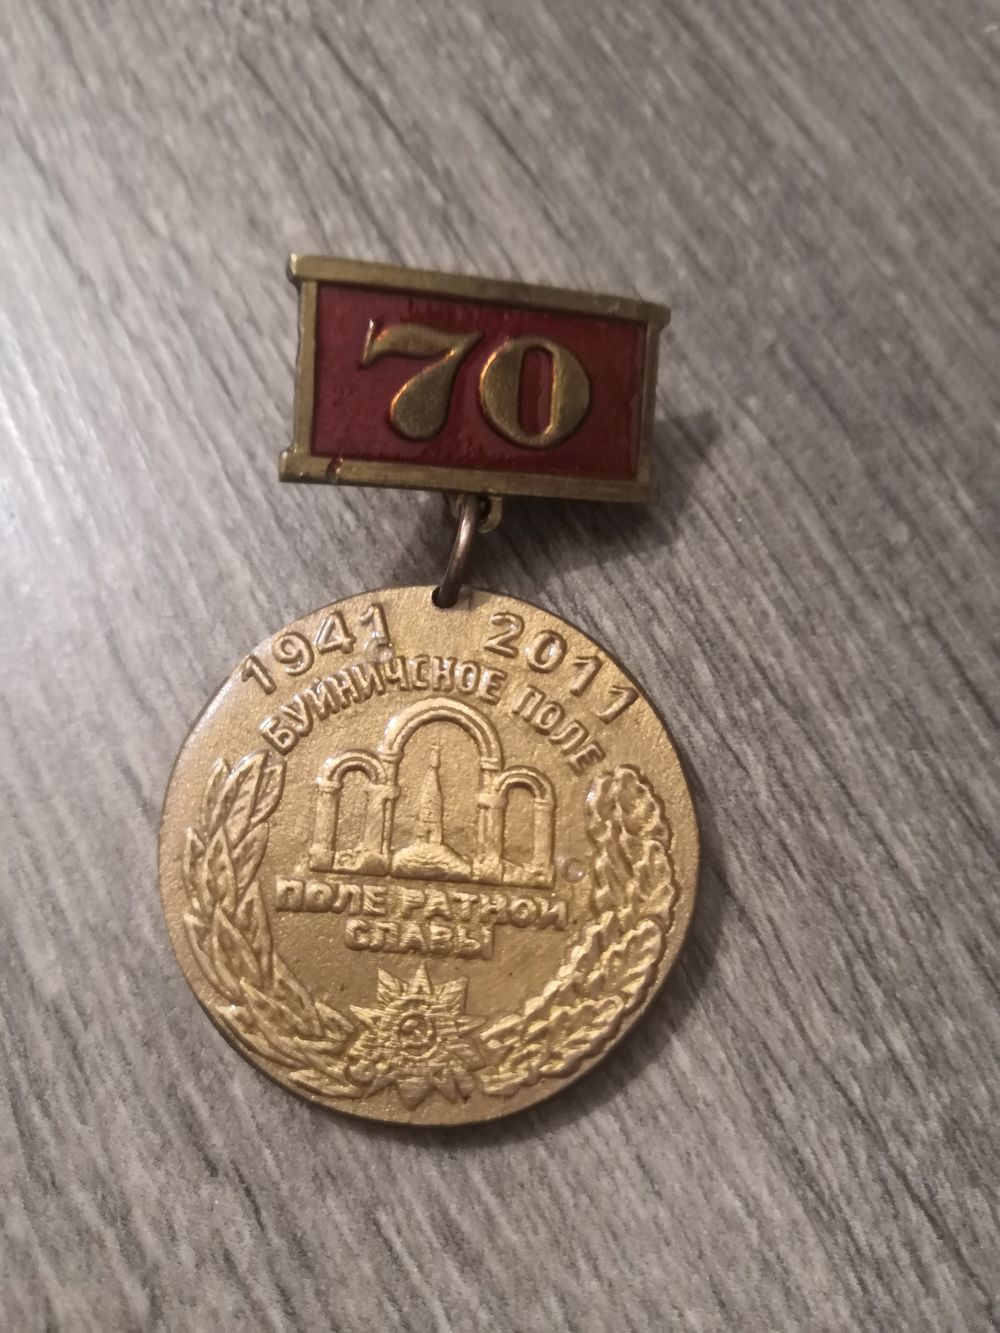 70
1941 2011
БУЙНИЧСКОЕ ПОЛЕ
ПОЛЕ РАТНОЙ
СЛАВЫ